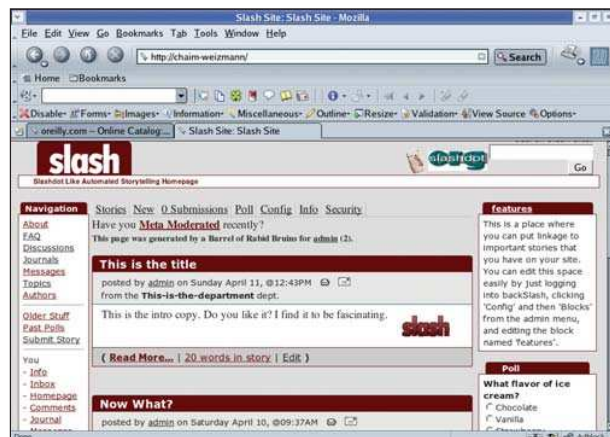 Slash Site: Slash Site - Mozilla
File Edit View Go Bookmarks Tab Tools Window Help
http://chaim-weizmann/
Search
Home Bookmarks
Disable Forms Images Information Miscellaneous Outline Resize Validation View Source Options
oreilly.com -- Online Catalog:... Slash Site: Slash Site
slash
slashdot org
Go
Slashdot Like Automated Storytelling Homepage
Navigation
About
FAQ
Discussions
Journals
Messages
Topics
Authors
Older Stuff
Past Polls
Submit Story
You
- Info
- Inbox
- Homepage
- Comments
- Journal
Stories New 0 Submissions Poll Config Info Security
Have you Meta Moderated recently?
This page was generated by a Barrel of Rabid Bruins for admin (2).
This is the title
posted by admin on Sunday April 11, @12:43PM
from the This-is-the-department dept.
This is the intro copy. Do you like it? I find it to be fascinating.
slash
( Read More... | 20 words in story | Edit )
Now What?
posted by admin on Saturday April 10, @09:37AM
features
This is a place where
you can put linkage to
important stories that
you have on your site.
You can edit this space
easily by just logging
into backSlash, clicking
'Config' and then 'Blocks'
from the admin menu,
and editing the block
named 'features'.
Poll
What flavor of ice
cream?
Chocolate
Vanilla